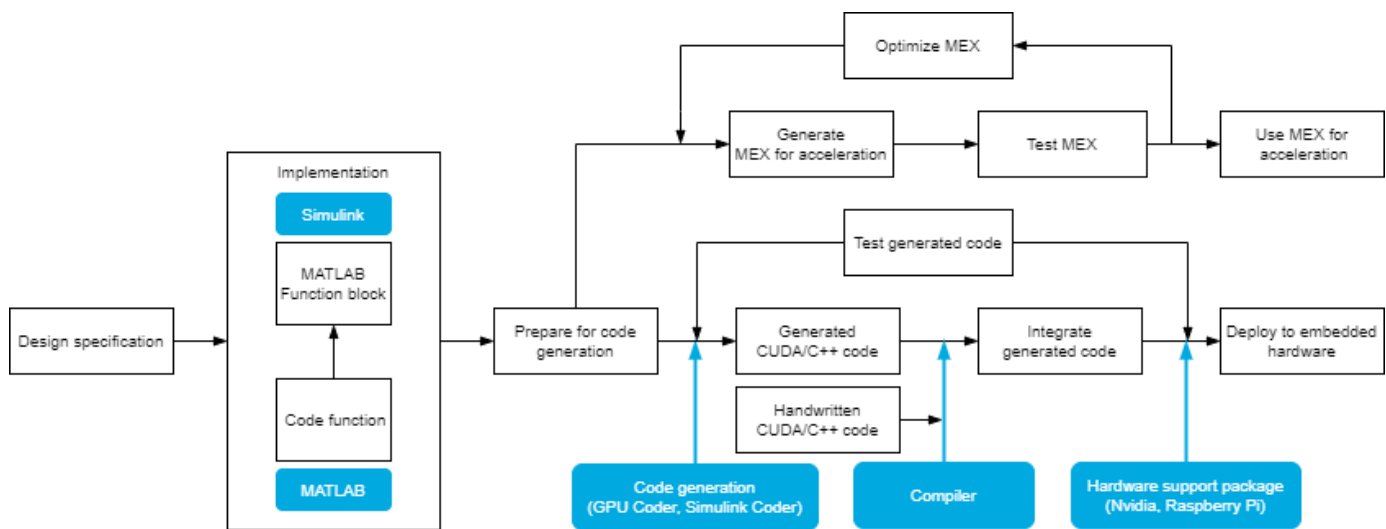 Optimize MEX
Generate
MEX for acceleration
Test MEX
Use MEX for
acceleration
Implementation
Simulink
MATLAB
Function block
Code function
MATLAB
Design specification
Prepare for code
generation
Test generated code
Generated
CUDA/C++ code
Integrate
generated code
Deploy to embedded
hardware
Handwritten
CUDA/C++ code
Code generation
(GPU Coder, Simulink Coder)
Compiler
Hardware support package
(Nvidia, Raspberry Pi)